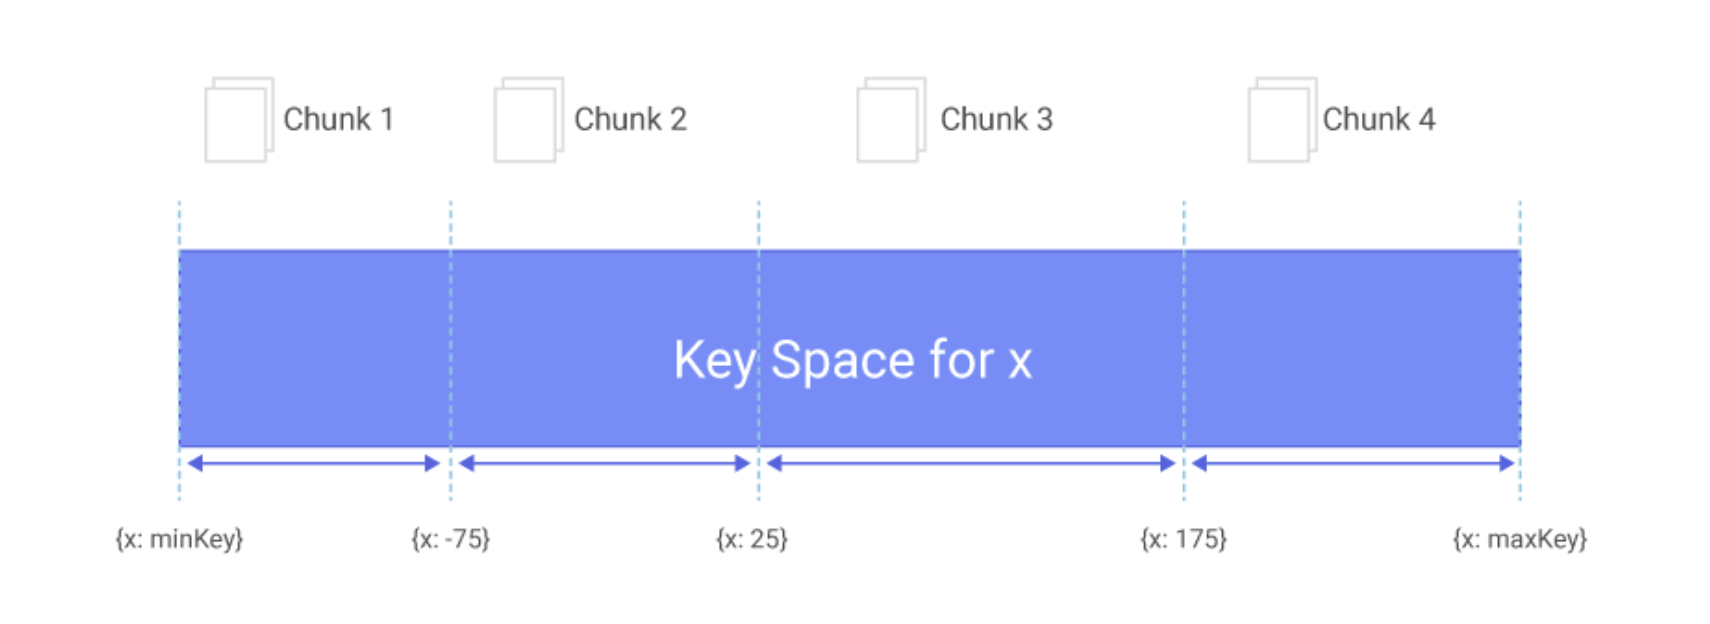 Chunk 1
Chunk 2
Chunk 3
Chunk 4
Key Space for x
{x: minKey}
{x: -75}
{x: 25}
{x: 175}
{x: maxKey}